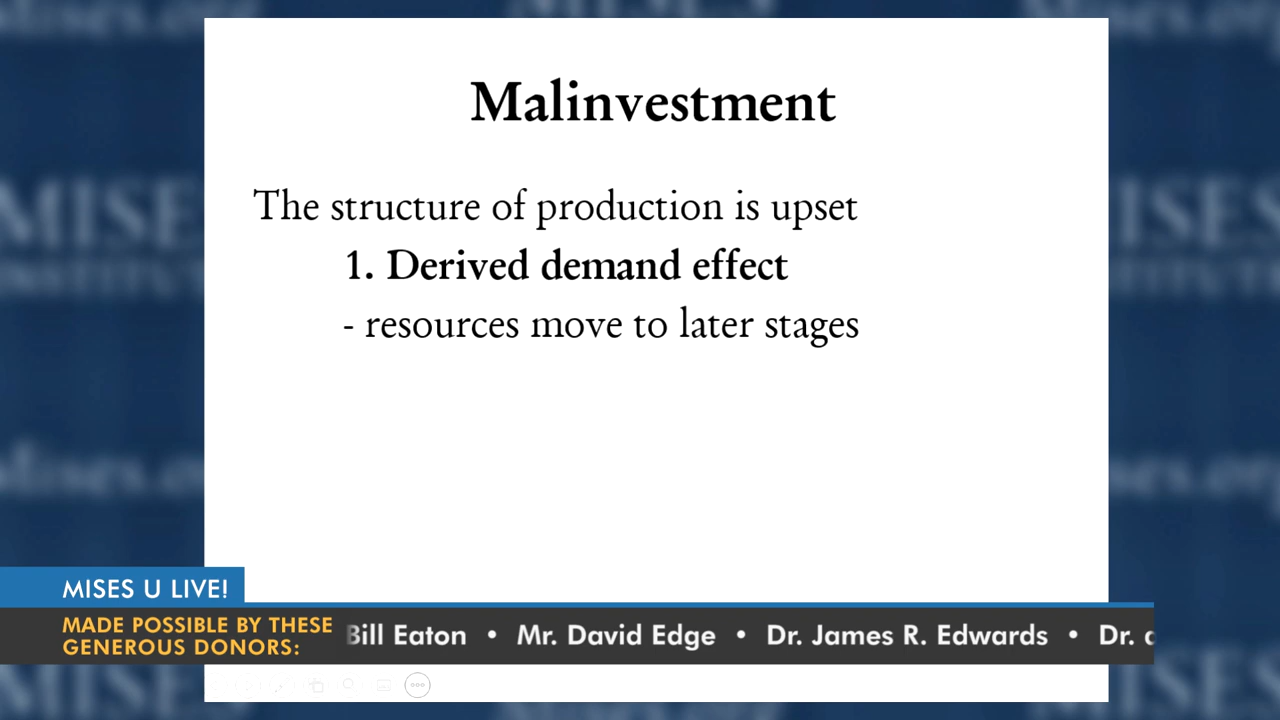 Malinvestment
The structure of production is upset
1. Derived demand effect
- resources move to later stages
MISES U LIVE!
MADE POSSIBLE BY THESE
GENEROUS DONORS:
Bill Eaton • Mr. David Edge • Dr. James R. Edwards • Dr.